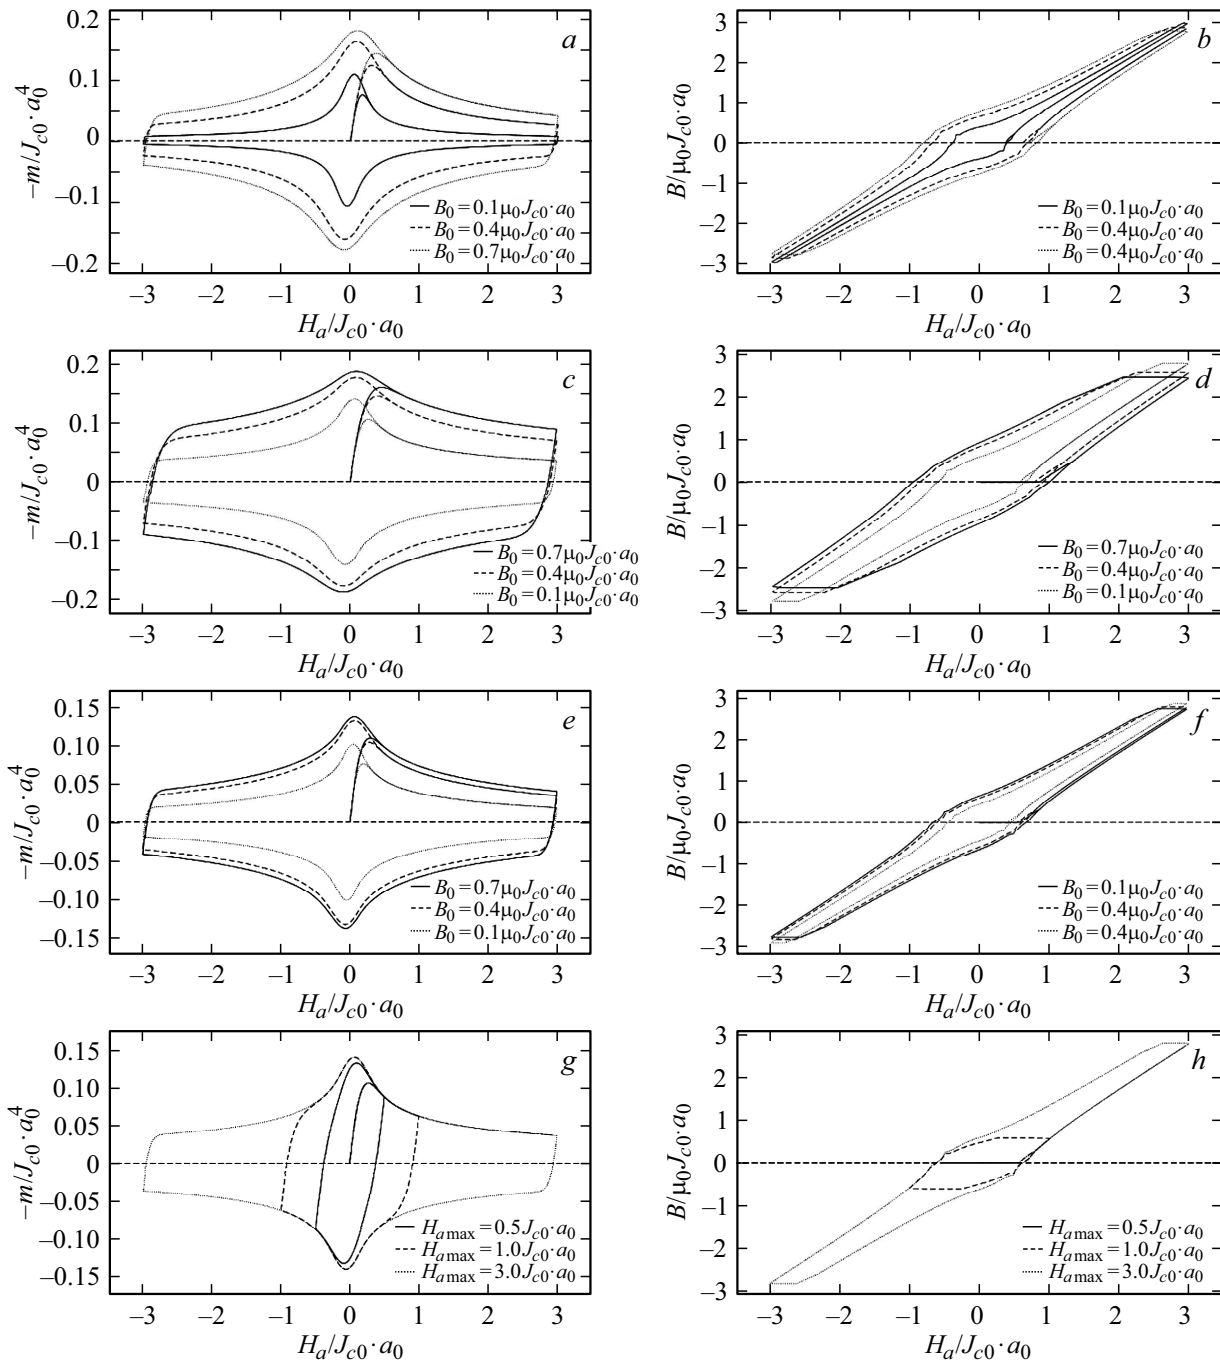 a
−m/J_{c0}·a_0^4
0.2
0.1
0
−0.1
−0.2
B_0 = 0.1μ_0J_{c0}·a_0
B_0 = 0.4μ_0J_{c0}·a_0
B_0 = 0.7μ_0J_{c0}·a_0
−3 −2 −1 0 1 2 3
H_a/J_{c0}·a_0
b
B/μ_0J_{c0}·a_0
3
2
1
0
−1
−2
−3
B_0 = 0.1μ_0J_{c0}·a_0
B_0 = 0.4μ_0J_{c0}·a_0
B_0 = 0.4μ_0J_{c0}·a_0
−3 −2 −1 0 1 2 3
H_a/J_{c0}·a_0
c
−m/J_{c0}·a_0^4
0.2
0.1
0
−0.1
−0.2
B_0 = 0.7μ_0J_{c0}·a_0
B_0 = 0.4μ_0J_{c0}·a_0
B_0 = 0.1μ_0J_{c0}·a_0
−3 −2 −1 0 1 2 3
H_a/J_{c0}·a_0
d
B/μ_0J_{c0}·a_0
3
2
1
0
−1
−2
−3
B_0 = 0.7μ_0J_{c0}·a_0
B_0 = 0.4μ_0J_{c0}·a_0
B_0 = 0.1μ_0J_{c0}·a_0
−3 −2 −1 0 1 2 3
H_a/J_{c0}·a_0
e
−m/J_{c0}·a_0^4
0.15
0.10
0.05
0
−0.05
−0.10
−0.15
B_0 = 0.7μ_0J_{c0}·a_0
B_0 = 0.4μ_0J_{c0}·a_0
B_0 = 0.1μ_0J_{c0}·a_0
−3 −2 −1 0 1 2 3
H_a/J_{c0}·a_0
f
B/μ_0J_{c0}·a_0
3
2
1
0
−1
−2
−3
B_0 = 0.1μ_0J_{c0}·a_0
B_0 = 0.4μ_0J_{c0}·a_0
B_0 = 0.4μ_0J_{c0}·a_0
−3 −2 −1 0 1 2 3
H_a/J_{c0}·a_0
g
−m/J_{c0}·a_0^4
0.15
0.10
0.05
0
−0.05
−0.10
−0.15
H_{a max} = 0.5J_{c0}·a_0
H_{a max} = 1.0J_{c0}·a_0
H_{a max} = 3.0J_{c0}·a_0
−3 −2 −1 0 1 2 3
H_a/J_{c0}·a_0
h
B/μ_0J_{c0}·a_0
3
2
1
0
−1
−2
−3
H_{a max} = 0.5J_{c0}·a_0
H_{a max} = 1.0J_{c0}·a_0
H_{a max} = 3.0J_{c0}·a_0
−3 −2 −1 0 1 2 3
H_a/J_{c0}·a_0